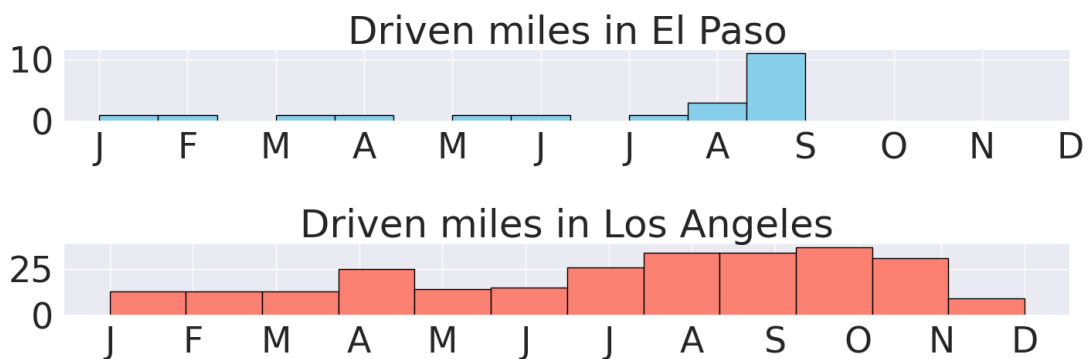 Driven miles in El Paso
10
0
J F M A M J J A S O N D
Driven miles in Los Angeles
25
0
J F M A M J J A S O N D